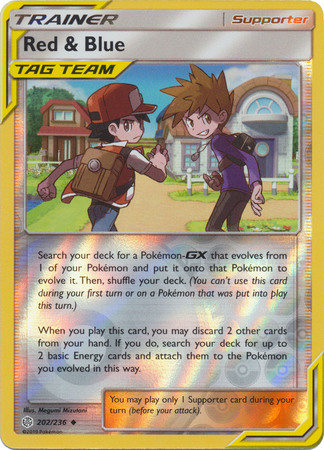 TRAINER
Supporter
Red & Blue
TAG TEAM
Search your deck for a Pokémon-GX that evolves from
1 of your Pokémon and put it onto that Pokémon to
evolve it. Then, shuffle your deck. (You can't use this card
during your first turn or on a Pokémon that was put into play
this turn.)
When you play this card, you may discard 2 other cards
from your hand. If you do, search your deck for up to
2 basic Energy cards and attach them to the Pokémon
you evolved in this way.
Illus. Megumi Mizutani
202/236
©2019 Pokémon
You may play only 1 Supporter card during your
turn (before your attack).